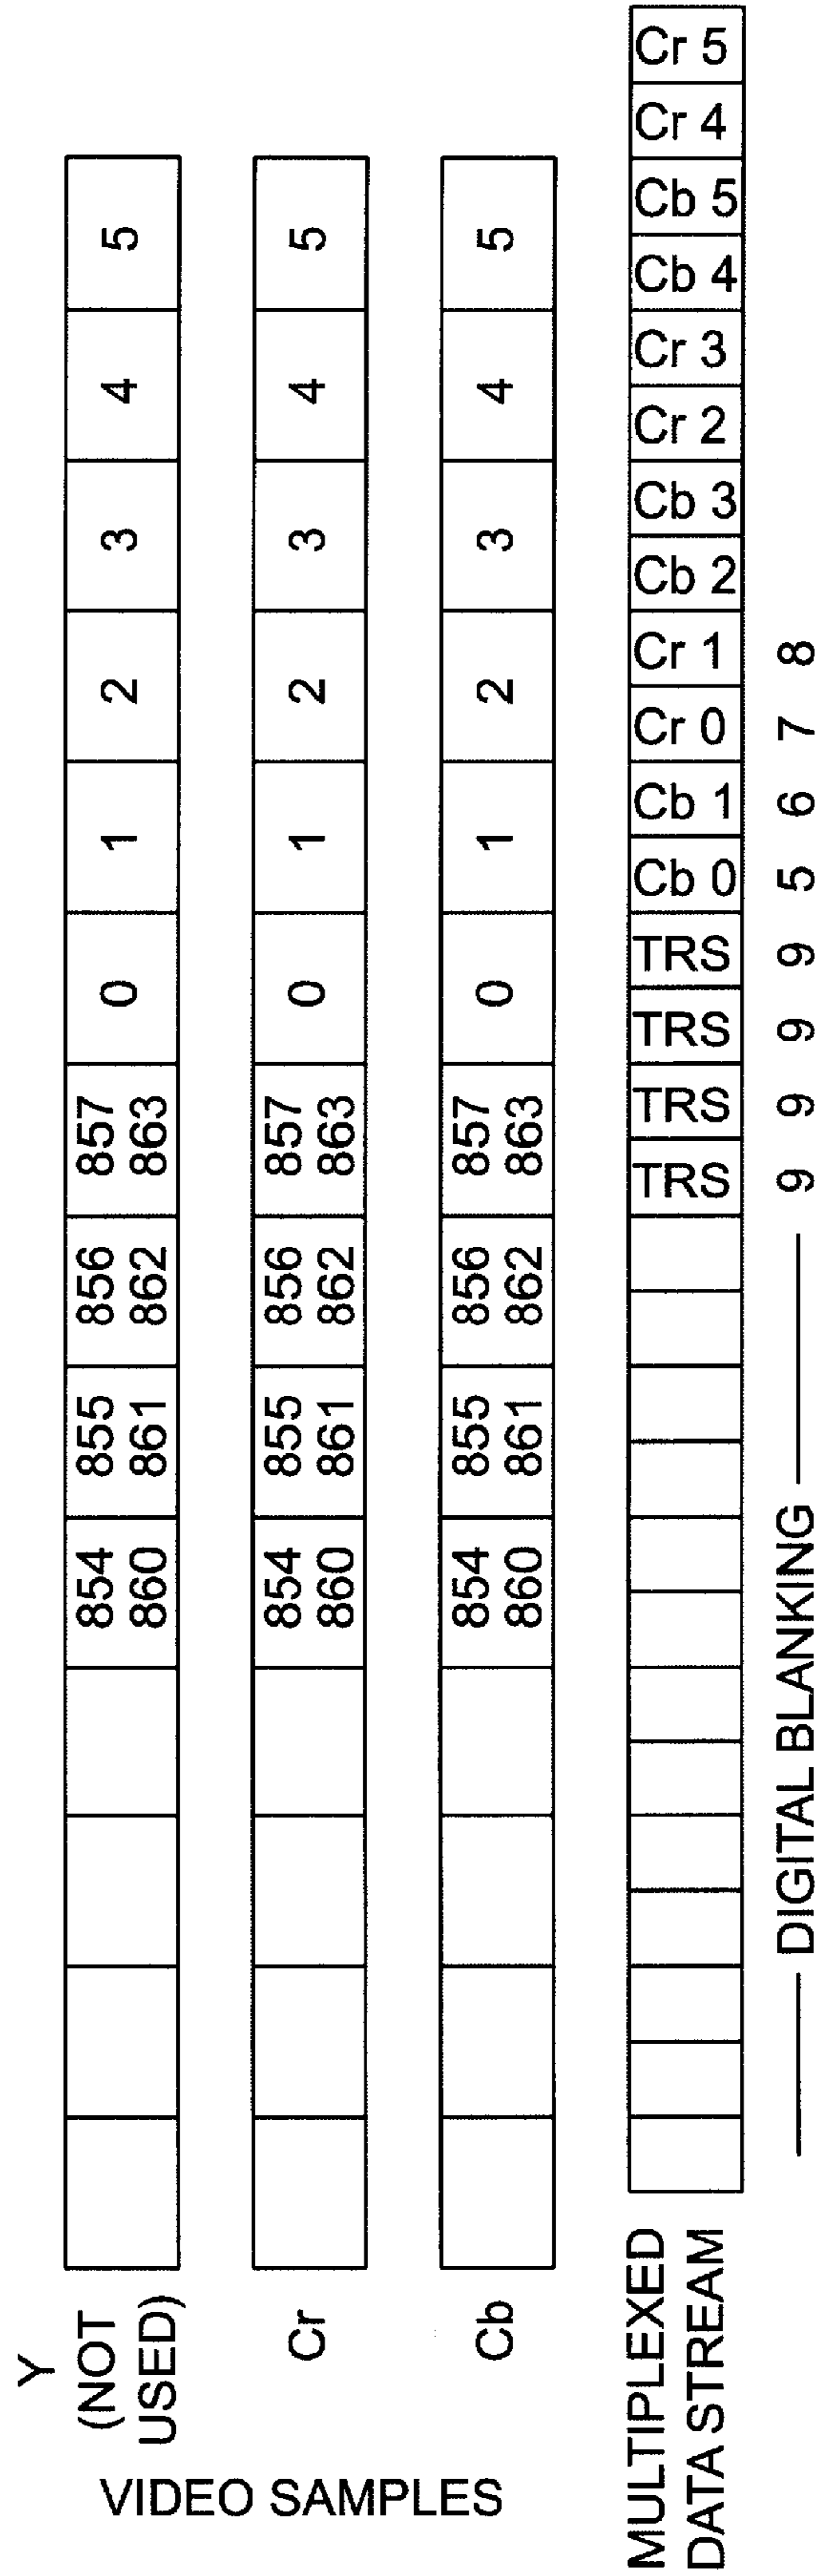 VIDEO SAMPLES
Y
(NOT
USED)
854 855 856 857 0 1 2 3 4 5
860 861 862 863
Cr
854 855 856 857 0 1 2 3 4 5
860 861 862 863
Cb
854 855 856 857 0 1 2 3 4 5
860 861 862 863
MULTIPLEXED
DATA STREAM
TRS TRS TRS TRS Cb 0 Cb 1 Cr 0 Cr 1 Cb 2 Cb 3 Cr 2 Cr 3 Cb 4 Cb 5 Cr 4 Cr 5
DIGITAL BLANKING 9 9 9 9 5 6 7 8